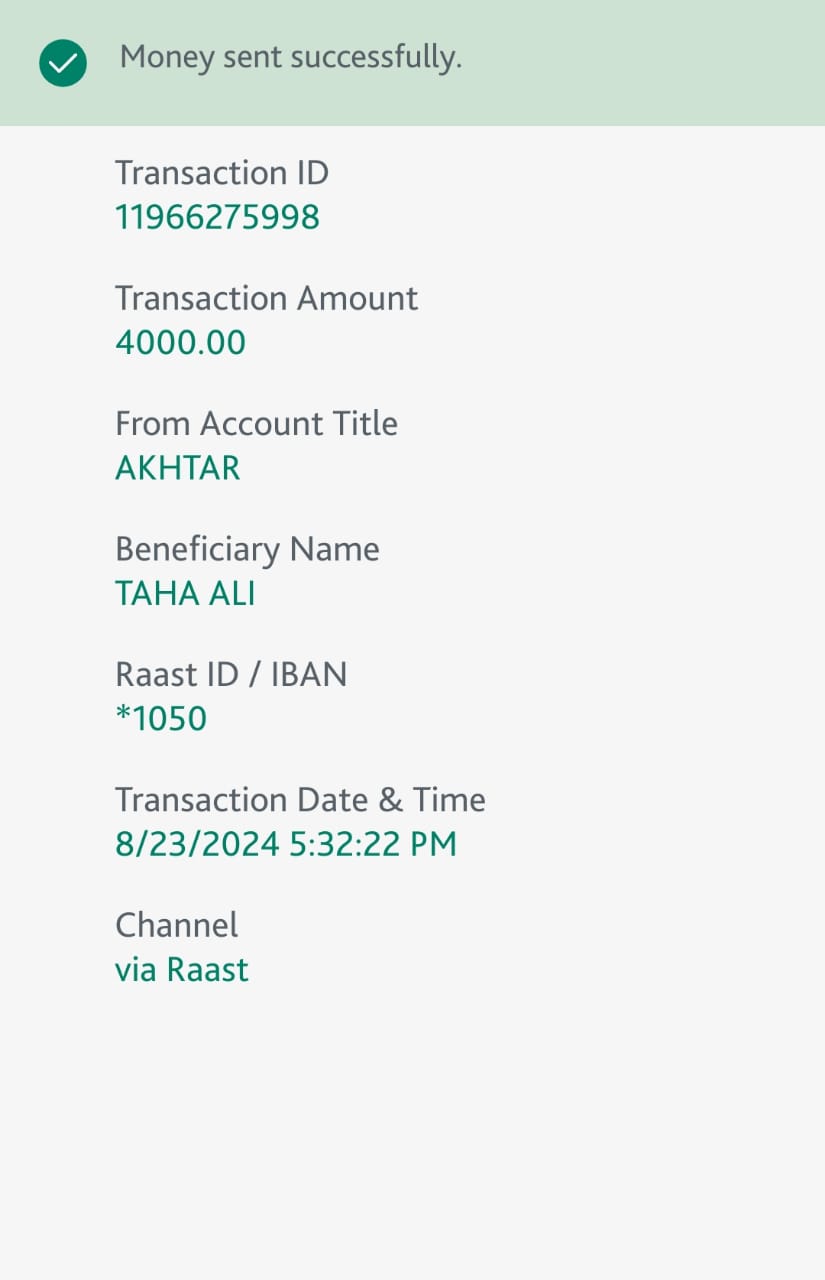 Money sent successfully.
Transaction ID
11966275998
Transaction Amount
4000.00
From Account Title
AKHTAR
Beneficiary Name
TAHA ALI
Raast ID / IBAN
*1050
Transaction Date & Time
8/23/2024 5:32:22 PM
Channel
via Raast